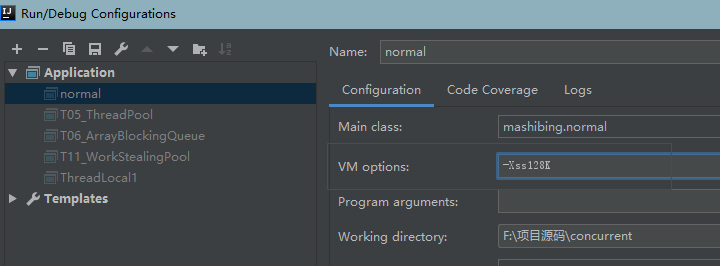 IJ Run/Debug Configurations
Name: normal
Application
normal
T05_ThreadPool
T06_ArrayBlockingQueue
T11_WorkStealingPool
ThreadLocal1
Templates
Configuration Code Coverage Logs
Main class: mashibing.normal
VM options: -Xss128K
Program arguments:
Working directory: F:\项目源码\concurrent